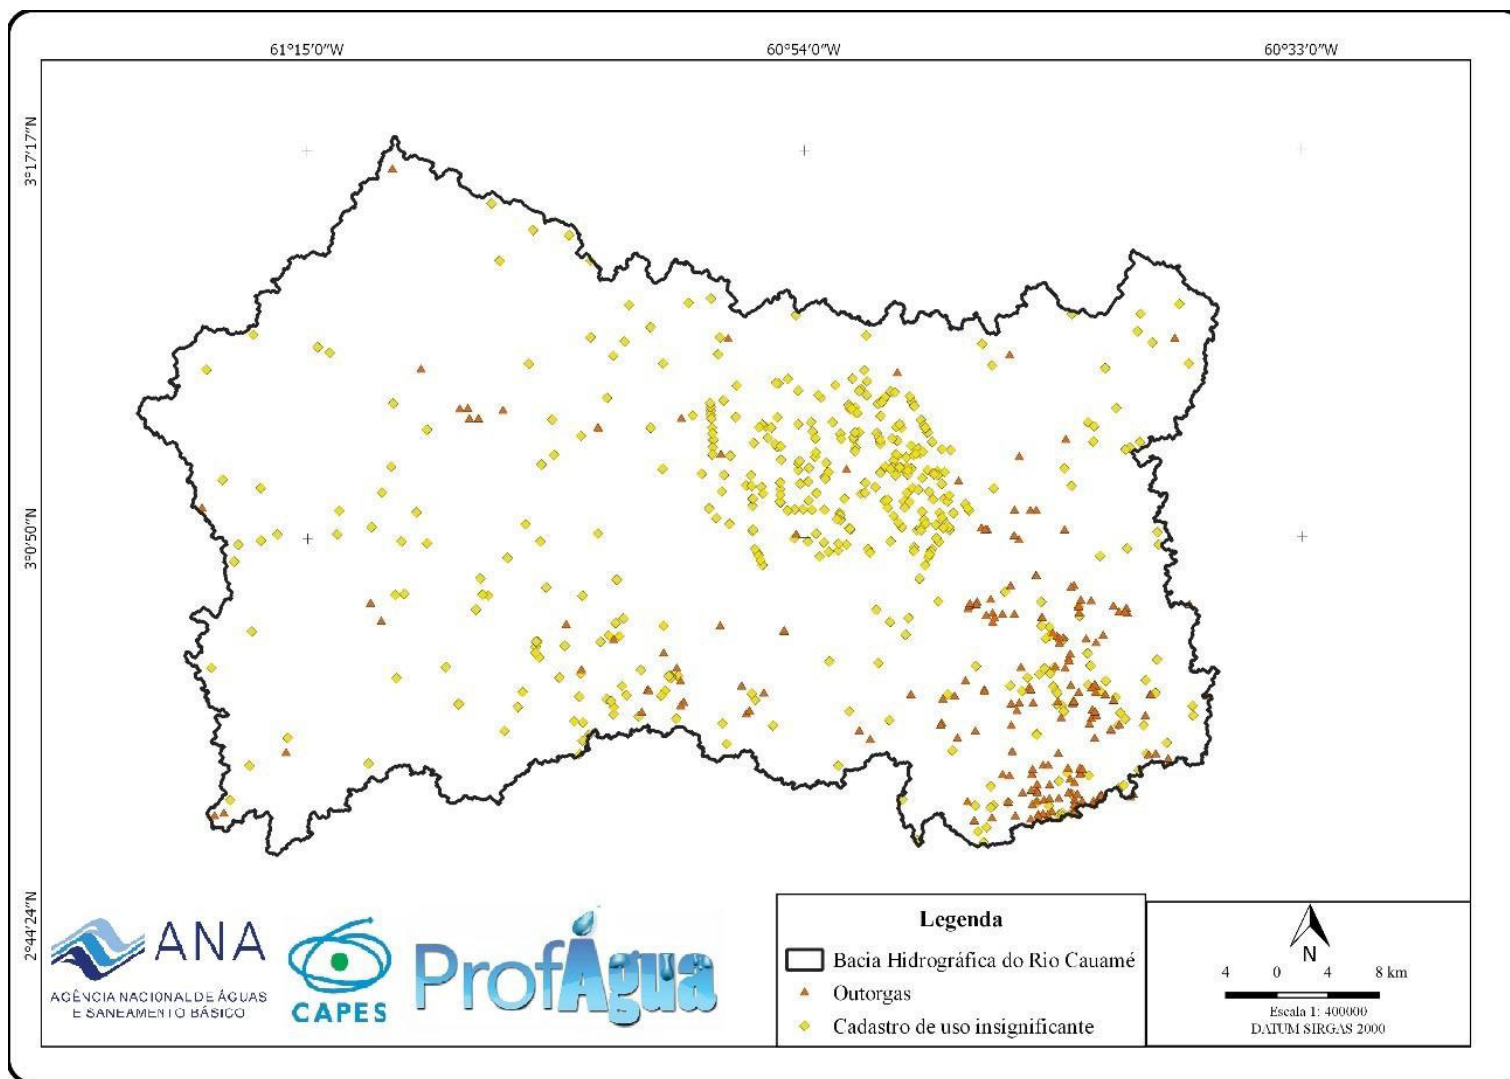 61°15'0"W
60°54'0"W
60°33'0"W
3°17'17"N
3°0'50"N
2°44'24"N
ANA
AGÊNCIA NACIONAL DE ÁGUAS
E SANEAMENTO BÁSICO
CAPES
ProfÁgua
Legenda
Bacia Hidrográfica do Rio Cauamé
Outorgas
Cadastro de uso insignificante
N
4 0 4 8 km
Escala 1: 400000
DATUM SIRGAS 2000